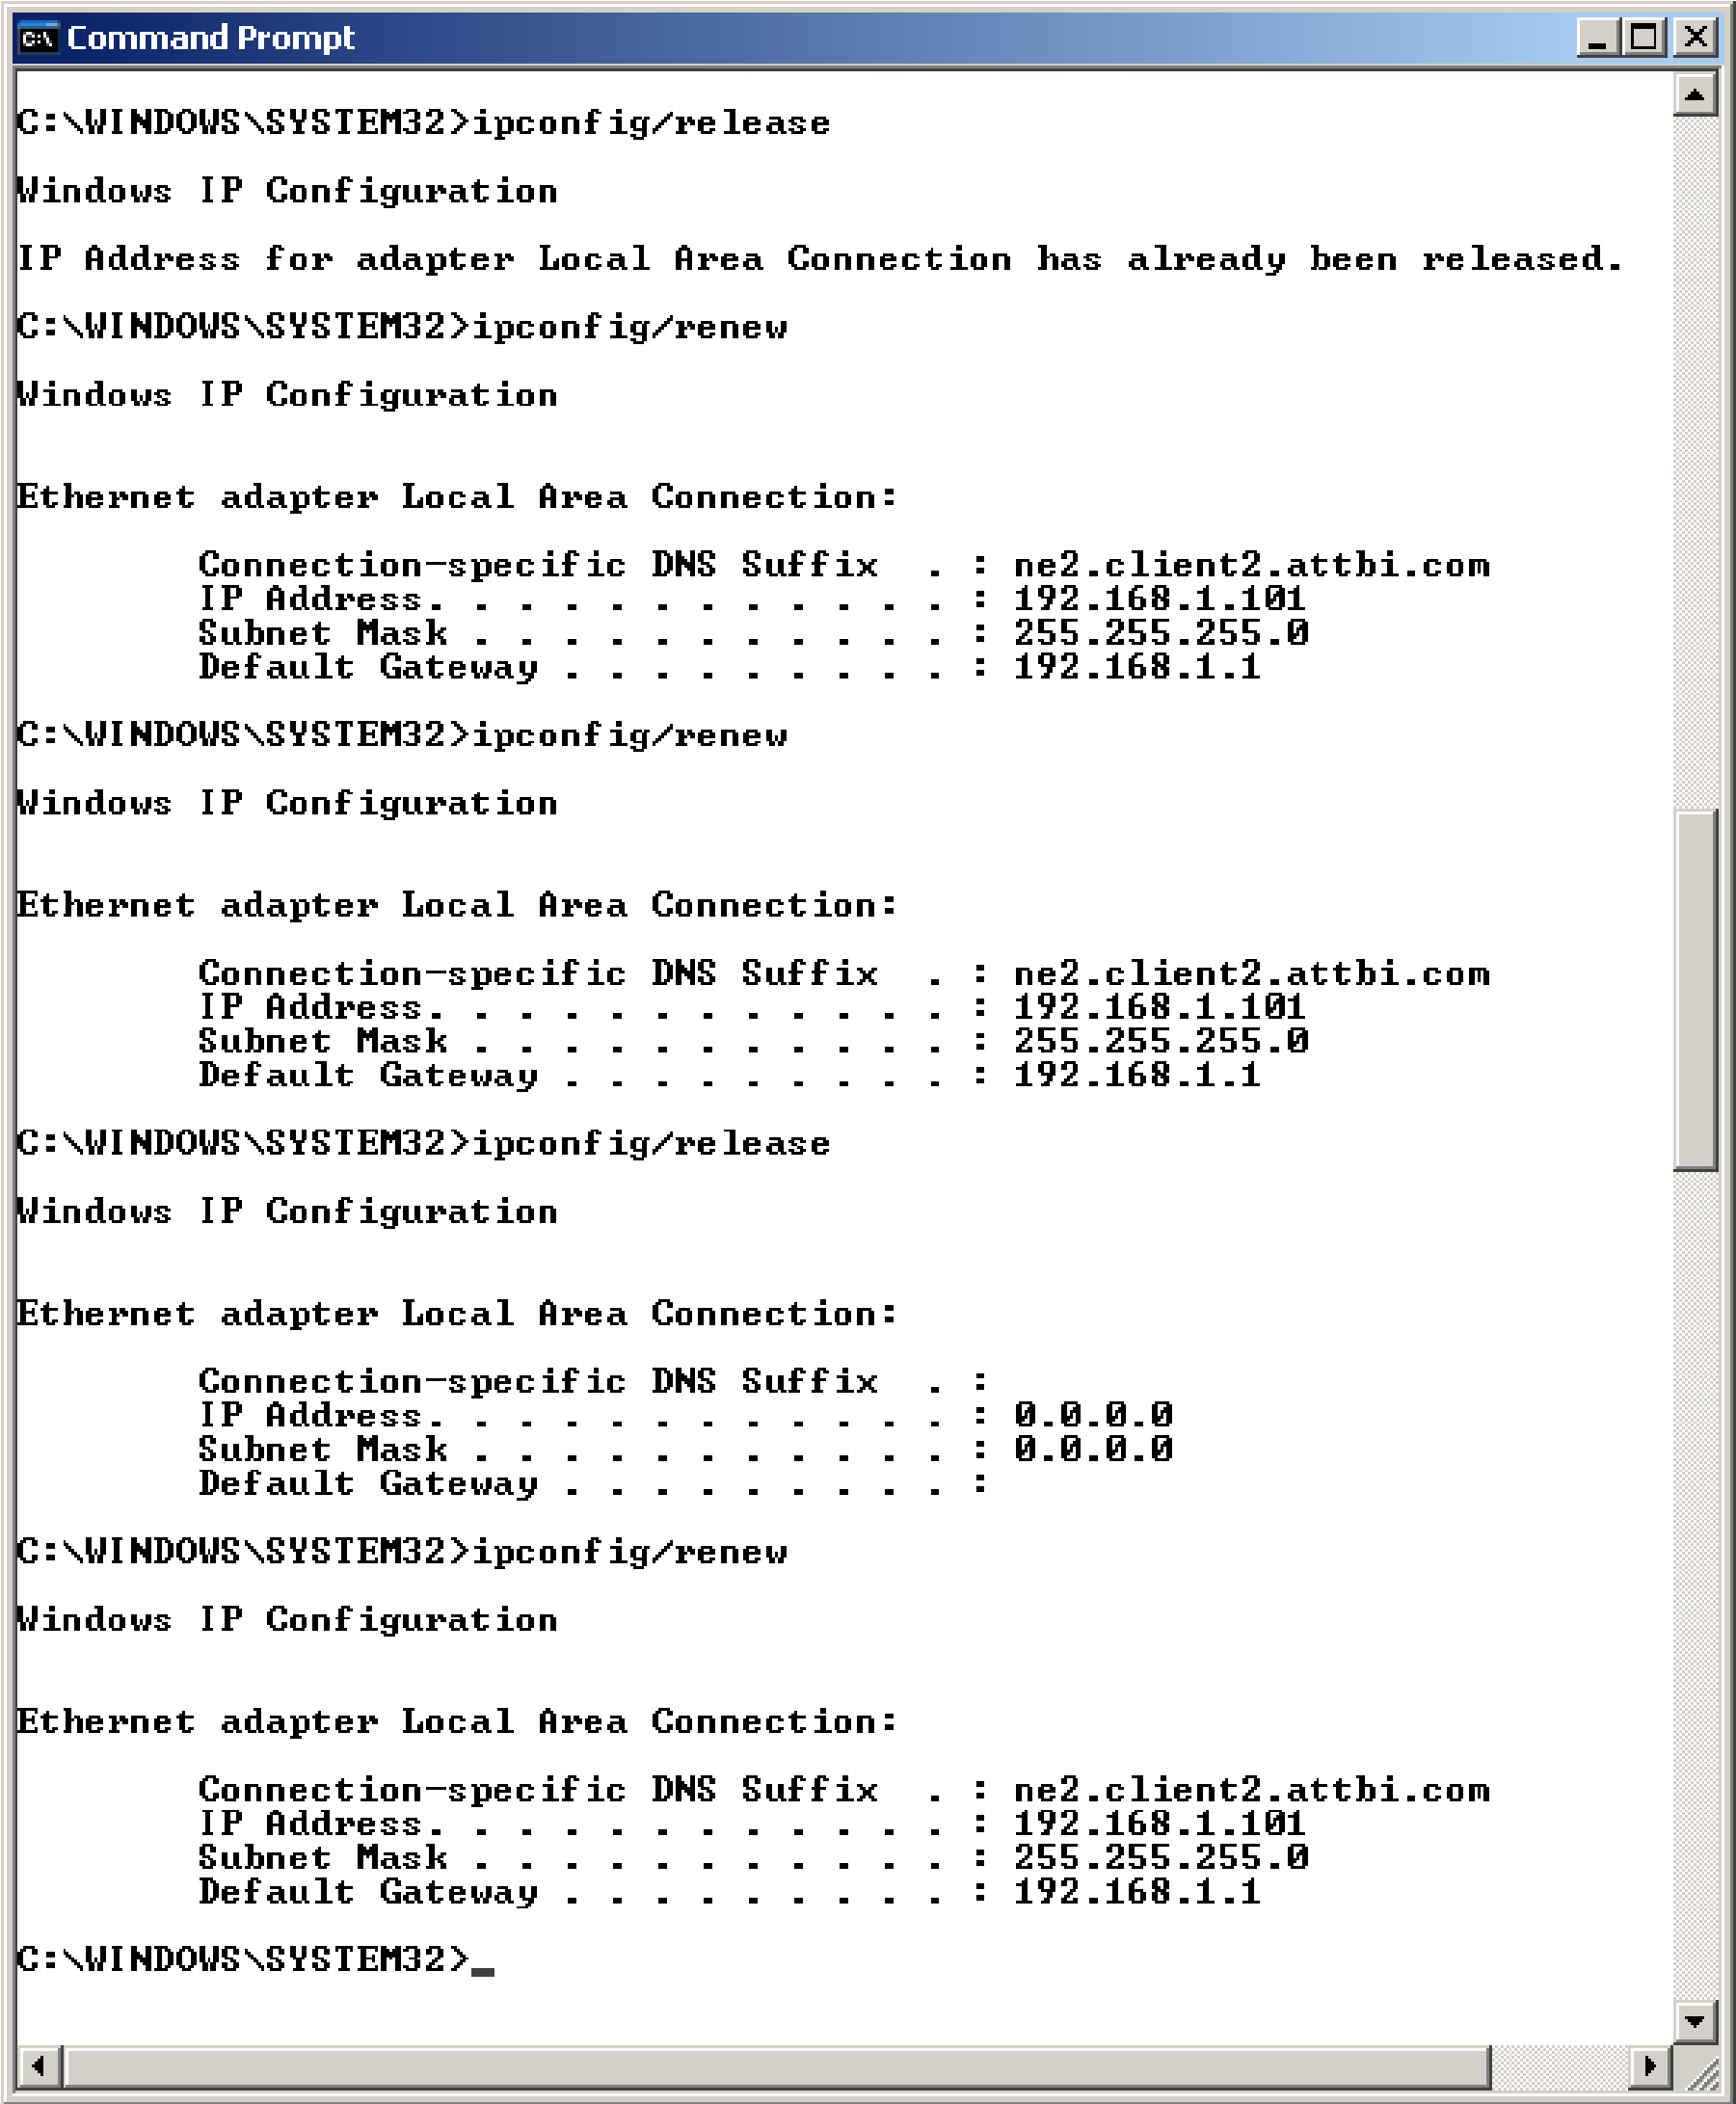 Command Prompt
C:\WINDOWS\SYSTEM32>ipconfig/release
Windows IP Configuration
IP Address for adapter Local Area Connection has already been released.
C:\WINDOWS\SYSTEM32>ipconfig/renew
Windows IP Configuration
Ethernet adapter Local Area Connection:
Connection-specific DNS Suffix  . : ne2.client2.attbi.com
IP Address. . . . . . . . . . . . : 192.168.1.101
Subnet Mask . . . . . . . . . . . : 255.255.255.0
Default Gateway . . . . . . . . . : 192.168.1.1
C:\WINDOWS\SYSTEM32>ipconfig/renew
Windows IP Configuration
Ethernet adapter Local Area Connection:
Connection-specific DNS Suffix  . : ne2.client2.attbi.com
IP Address. . . . . . . . . . . . : 192.168.1.101
Subnet Mask . . . . . . . . . . . : 255.255.255.0
Default Gateway . . . . . . . . . : 192.168.1.1
C:\WINDOWS\SYSTEM32>ipconfig/release
Windows IP Configuration
Ethernet adapter Local Area Connection:
Connection-specific DNS Suffix  . :
IP Address. . . . . . . . . . . . : 0.0.0.0
Subnet Mask . . . . . . . . . . . : 0.0.0.0
Default Gateway . . . . . . . . . :
C:\WINDOWS\SYSTEM32>ipconfig/renew
Windows IP Configuration
Ethernet adapter Local Area Connection:
Connection-specific DNS Suffix  . : ne2.client2.attbi.com
IP Address. . . . . . . . . . . . : 192.168.1.101
Subnet Mask . . . . . . . . . . . : 255.255.255.0
Default Gateway . . . . . . . . . : 192.168.1.1
C:\WINDOWS\SYSTEM32>_